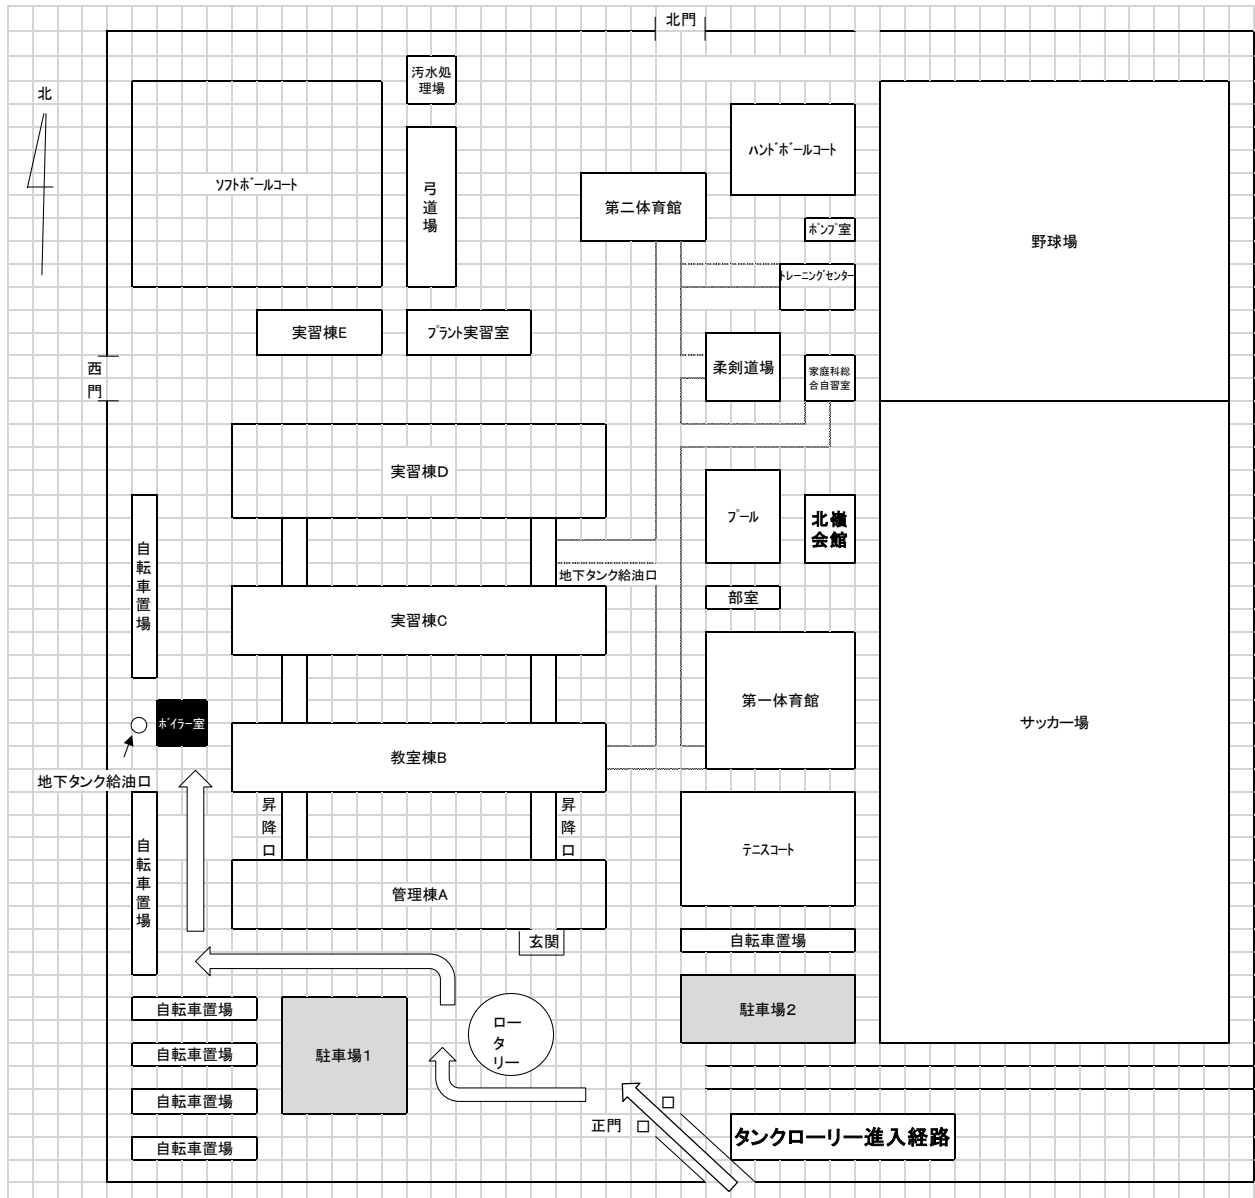 北門
北
汚水処
理場
ソフトボールコート
弓
道
場
第二体育館
ハンドボールコート
ポンプ室
トレーニングセンター
野球場
実習棟E
プラント実習室
柔剣道場
家庭科総
合自習室
西
門
実習棟D
プール
北嶺
会館
自
転
車
置
場
地下タンク給油口
部室
実習棟C
第一体育館
サッカー場
ボイラー室
教室棟B
地下タンク給油口
昇
降
口
昇
降
口
自
転
車
置
場
テニスコート
管理棟A
玄関
自転車置場
自転車置場
駐車場1
ロー
タ
リー
駐車場2
自転車置場
自転車置場
正門
タンクローリー進入経路
自転車置場